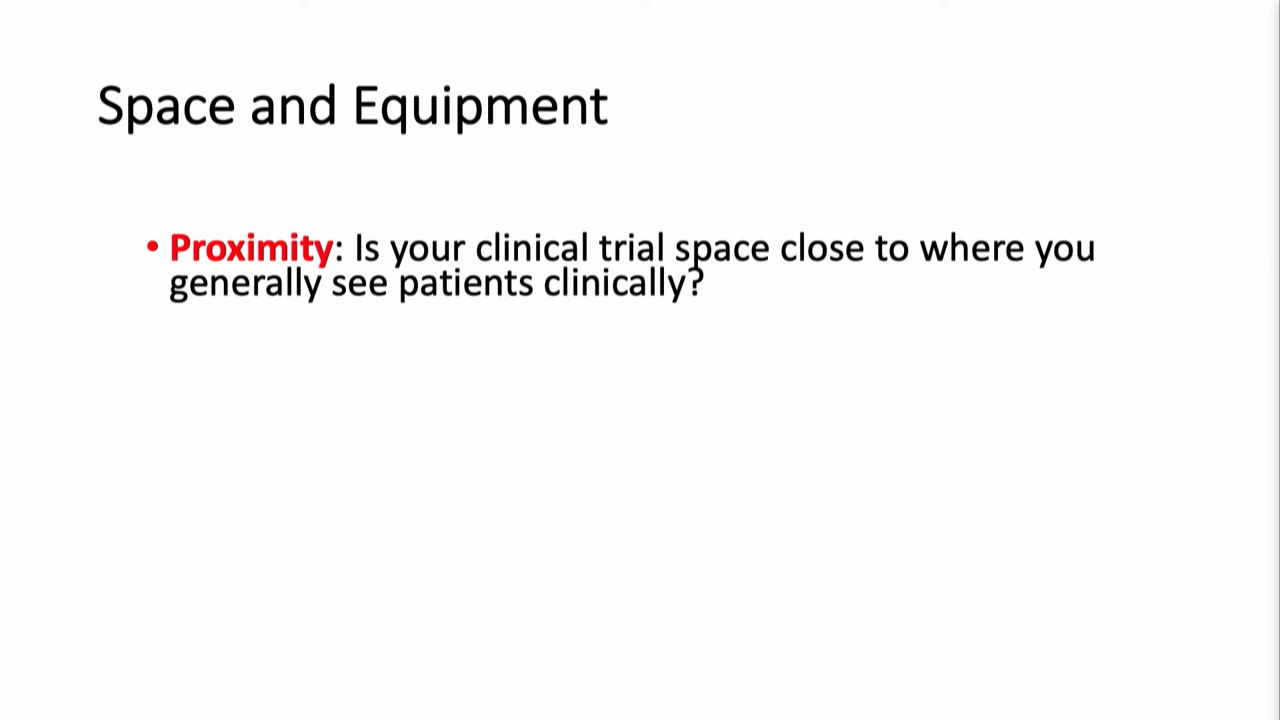 Space and Equipment
• Proximity: Is your clinical trial space close to where you
generally see patients clinically?